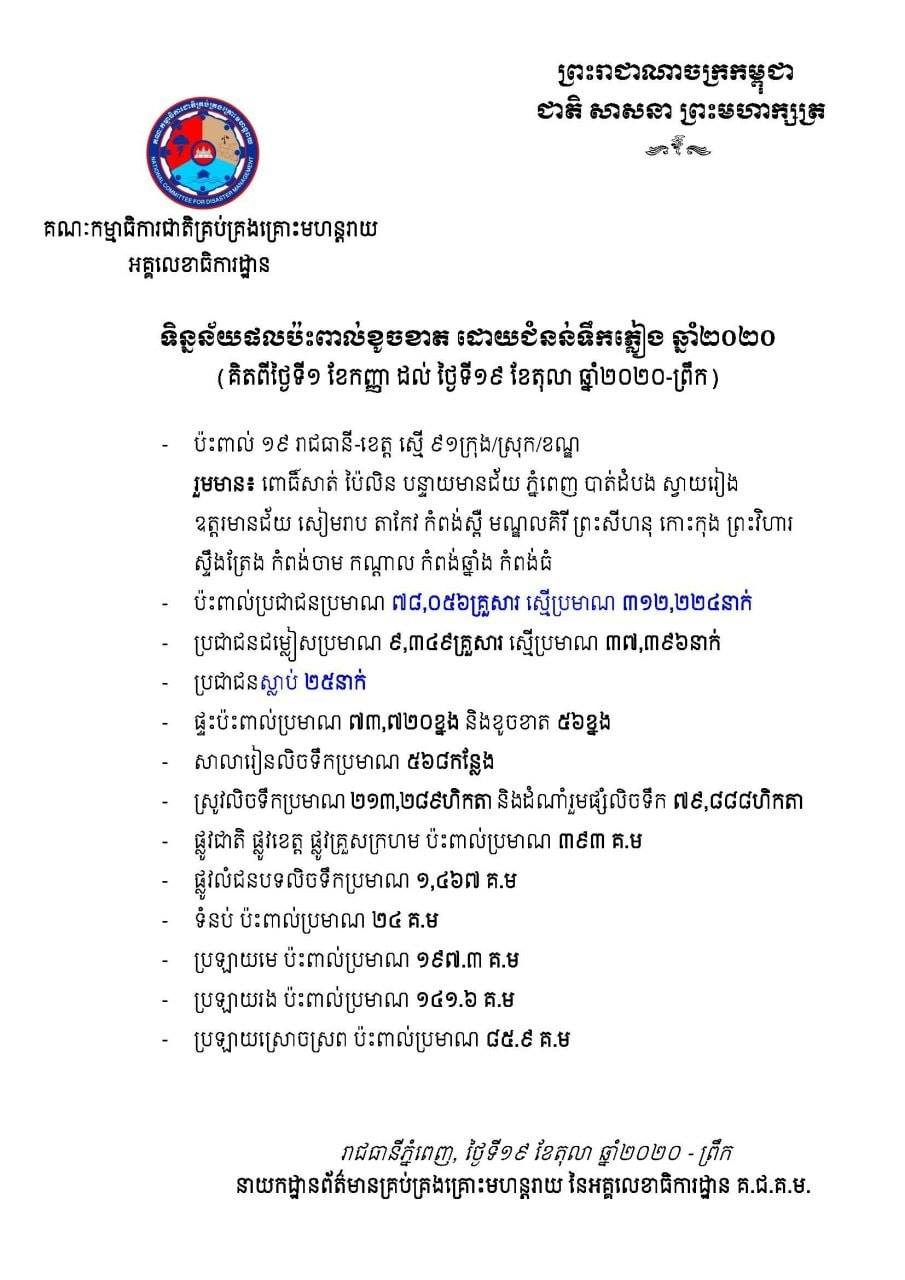 ព្រះរាជាណាចក្រកម្ពុជា
ជាតិ សាសនា ព្រះមហាក្សត្រ
គណៈកម្មាធិការជាតិគ្រប់គ្រងគ្រោះមហន្តរាយ
NATIONAL COMMITTEE FOR DISASTER MANAGEMENT
គណៈកម្មាធិការជាតិគ្រប់គ្រងគ្រោះមហន្តរាយ
អគ្គលេខាធិការដ្ឋាន
ទិន្នន័យផលប៉ះពាល់ខូចខាត ដោយជំនន់ទឹកភ្លៀង ឆ្នាំ២០២០
(គិតពីថ្ងៃទី១ ខែកញ្ញា ដល់ ថ្ងៃទី១៩ ខែតុលា ឆ្នាំ២០២០-ព្រឹក)
- ប៉ះពាល់ ១៩ រាជធានី-ខេត្ត ស្មើ ៩១ក្រុង/ស្រុក/ខណ្ឌ
រួមមាន៖ ពោធិ៍សាត់ ប៉ៃលិន បន្ទាយមានជ័យ ភ្នំពេញ បាត់ដំបង ស្វាយរៀង
ឧត្តរមានជ័យ សៀមរាប តាកែវ កំពង់ស្ពឺ មណ្ឌលគិរី ព្រះសីហនុ កោះកុង ព្រះវិហារ
ស្ទឹងត្រែង កំពង់ចាម កណ្ដាល កំពង់ឆ្នាំង កំពង់ធំ
- ប៉ះពាល់ប្រជាជនប្រមាណ ៧៨,០៥៦គ្រួសារ ស្មើប្រមាណ ៣១២,២២៤នាក់
- ប្រជាជនជម្លៀសប្រមាណ ៩,៣៤៩គ្រួសារ ស្មើប្រមាណ ៣៧,៣៩៦នាក់
- ប្រជាជនស្លាប់ ២៥នាក់
- ផ្ទះប៉ះពាល់ប្រមាណ ៧៣,៧២០ខ្នង និងខូចខាត ៥៦ខ្នង
- សាលារៀនលិចទឹកប្រមាណ ៥៦៨កន្លែង
- ស្រូវលិចទឹកប្រមាណ ២១៣,២៨៩ហិកតា និងដំណាំរួមផ្សំលិចទឹក ៧៩,៨៨៨ហិកតា
- ផ្លូវជាតិ ផ្លូវខេត្ត ផ្លូវគ្រួសក្រហម ប៉ះពាល់ប្រមាណ ៣៩៣ គ.ម
- ផ្លូវលំជនបទលិចទឹកប្រមាណ ១,៤៦៧ គ.ម
- ទំនប់ ប៉ះពាល់ប្រមាណ ២៤ គ.ម
- ប្រឡាយមេ ប៉ះពាល់ប្រមាណ ១៩៧.៣ គ.ម
- ប្រឡាយរង ប៉ះពាល់ប្រមាណ ១៤១.៦ គ.ម
- ប្រឡាយស្រោចស្រព ប៉ះពាល់ប្រមាណ ៨៥.៩ គ.ម
រាជធានីភ្នំពេញ, ថ្ងៃទី១៩ ខែតុលា ឆ្នាំ២០២០ - ព្រឹក
នាយកដ្ឋានព័ត៌មានគ្រប់គ្រងគ្រោះមហន្តរាយ នៃអគ្គលេខាធិការដ្ឋាន គ.ជ.គ.ម.